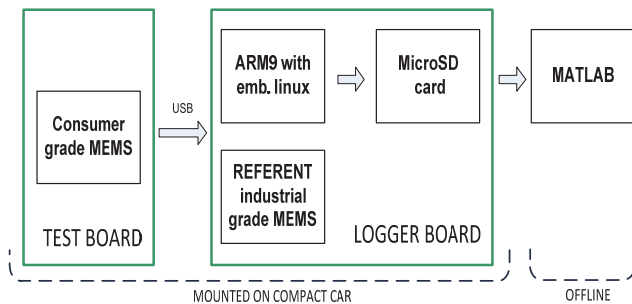 Consumer
grade MEMS
TEST BOARD
USB
ARM9 with
emb. linux
MicroSD
card
REFERENT
industrial
grade MEMS
LOGGER BOARD
MATLAB
MOUNTED ON COMPACT CAR
OFFLINE